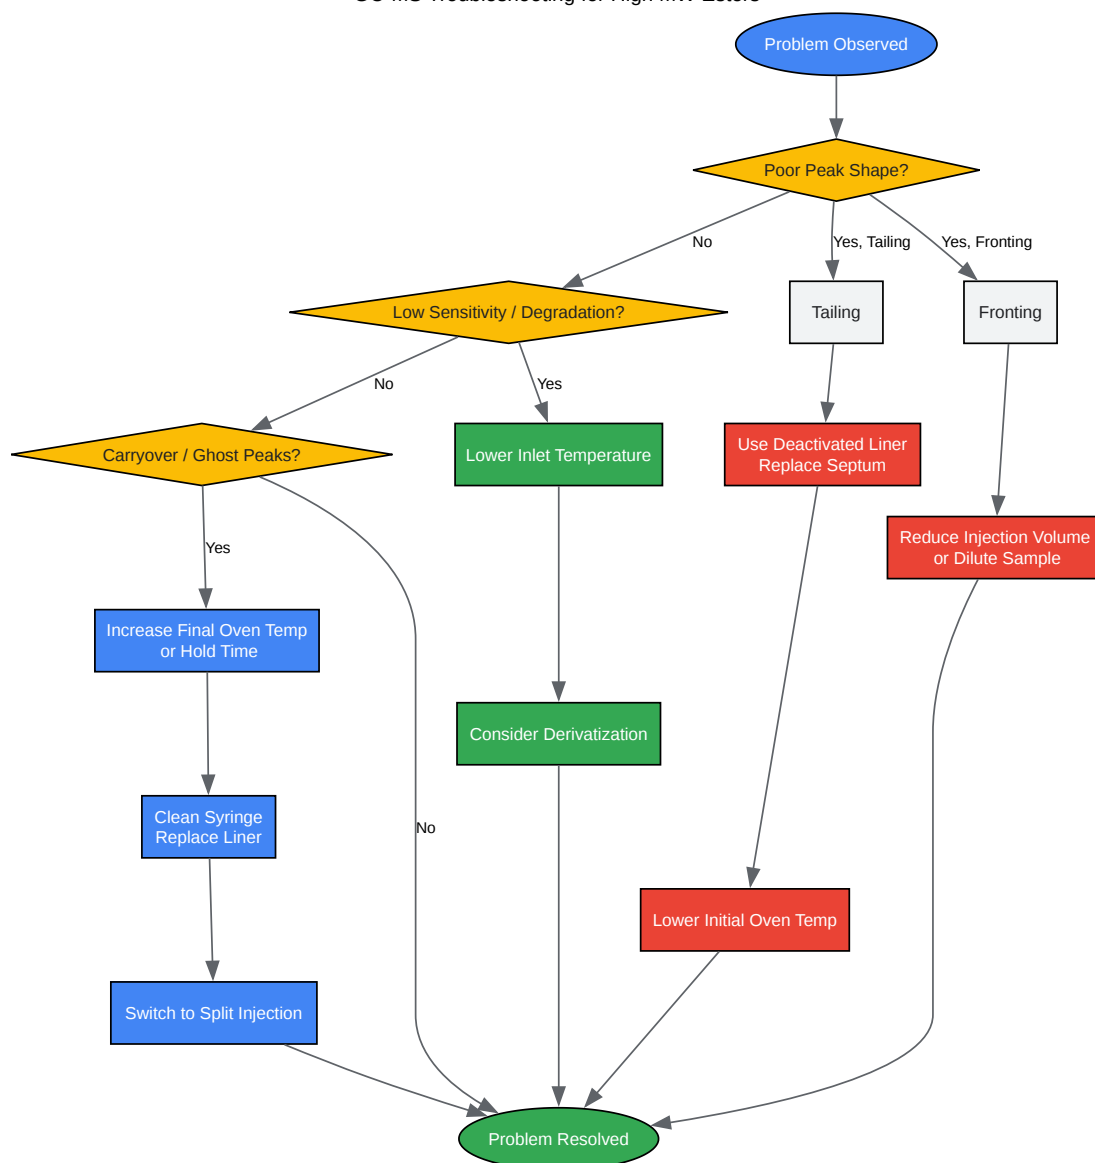 Problem Observed
Poor Peak Shape?
No
Yes, Tailing
Yes, Fronting
Low Sensitivity / Degradation?
Tailing
Fronting
No
Yes
Carryover / Ghost Peaks?
Lower Inlet Temperature
Use Deactivated Liner
Replace Septum
Yes
Reduce Injection Volume
or Dilute Sample
Increase Final Oven Temp
or Hold Time
Consider Derivatization
Clean Syringe
Replace Liner
No
Lower Initial Oven Temp
Switch to Split Injection
Problem Resolved